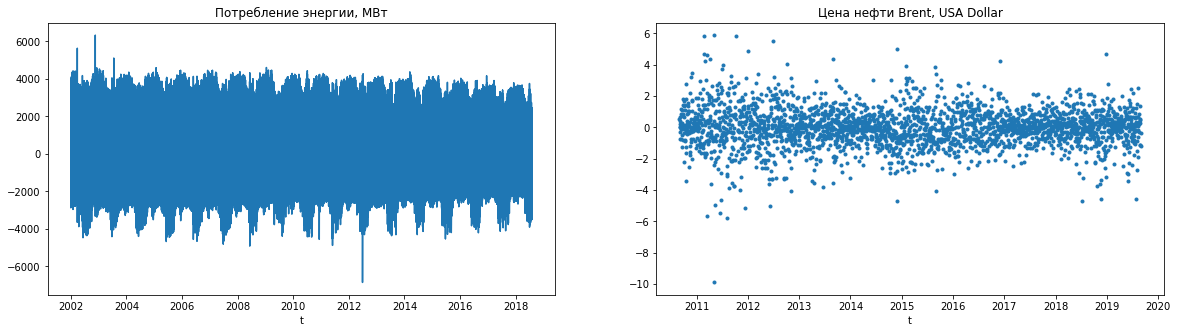 Потребление энергии, МВт
6000
4000
2000
0
−2000
−4000
−6000
2002 2004 2006 2008 2010 2012 2014 2016 2018
t
Цена нефти Brent, USA Dollar
6
4
2
0
−2
−4
−6
−8
−10
2011 2012 2013 2014 2015 2016 2017 2018 2019 2020
t